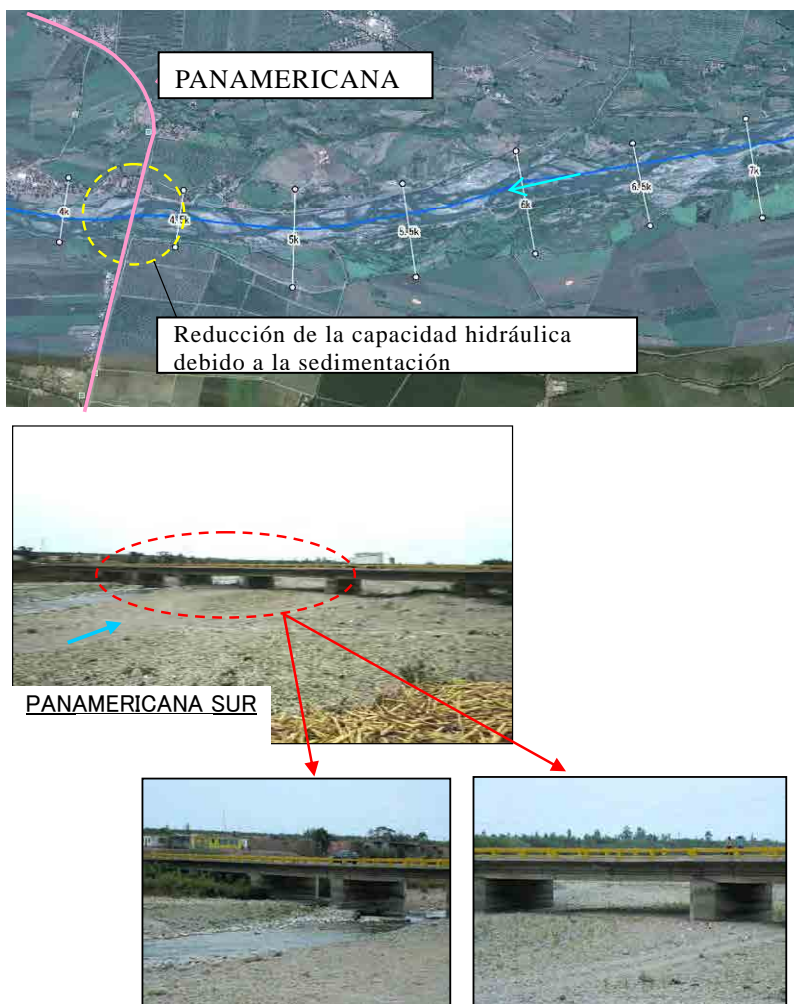 PANAMERICANA
4k
4.5k
5k
5.5k
6k
6.5k
7k
Reducción de la capacidad hidráulica
debido a la sedimentación
PANAMERICANA SUR